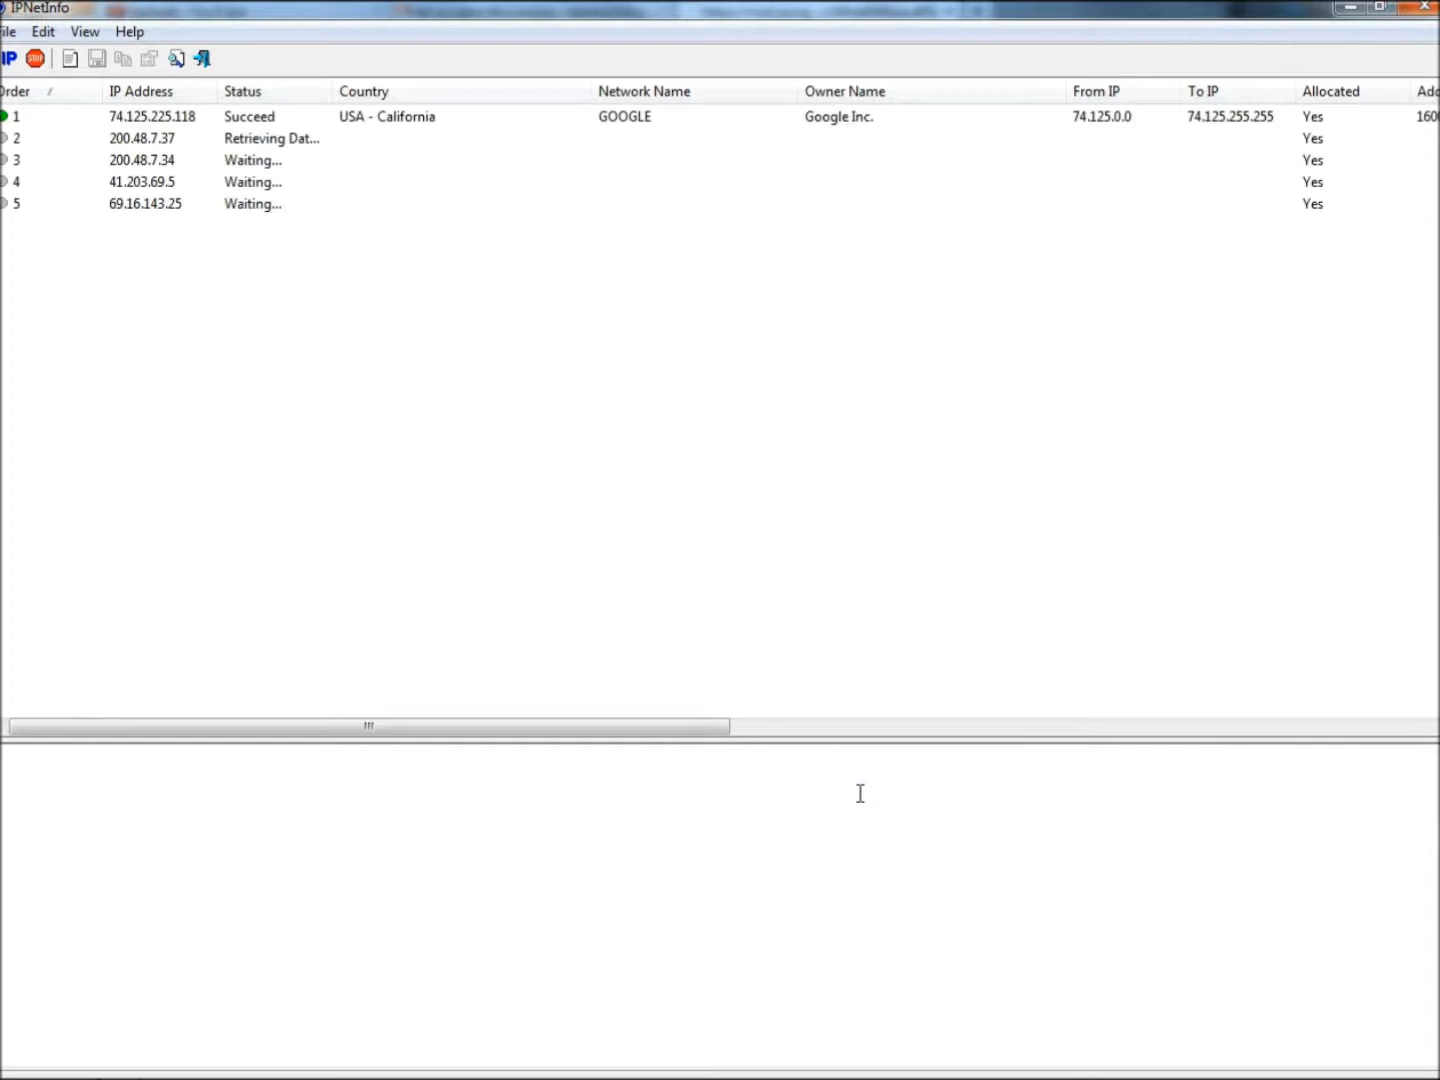 IPNetInfo
ile Edit View Help
IP STOP
Order / IP Address Status Country Network Name Owner Name From IP To IP Allocated Add
1 74.125.225.118 Succeed USA - California GOOGLE Google Inc. 74.125.0.0 74.125.255.255 Yes 1600
2 200.48.7.37 Retrieving Dat... Yes
3 200.48.7.34 Waiting... Yes
4 41.203.69.5 Waiting... Yes
5 69.16.143.25 Waiting... Yes